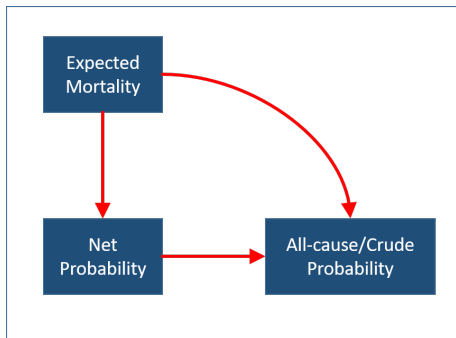 Expected
Mortality
Net
Probability
All-cause/Crude
Probability